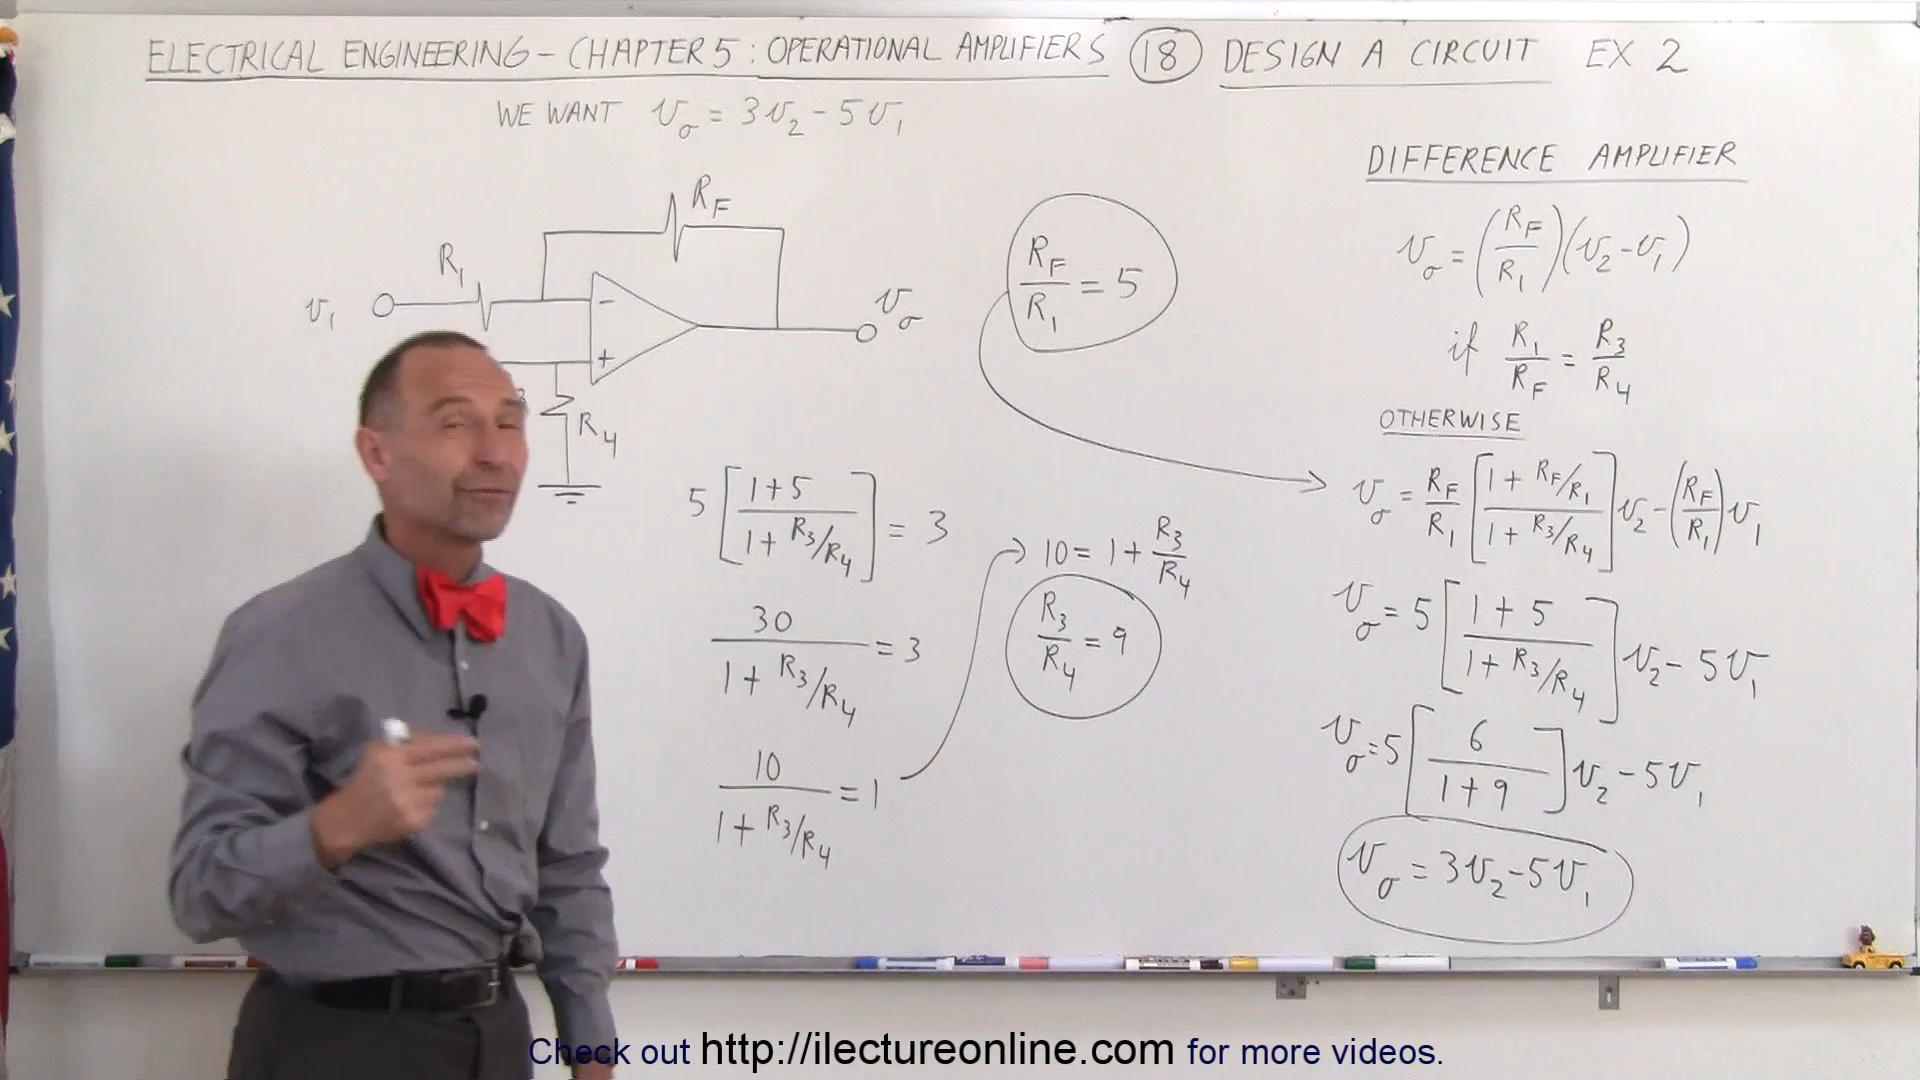 ELECTRICAL ENGINEERING - CHAPTER 5 : OPERATIONAL AMPLIFIERS (18) DESIGN A CIRCUIT EX 2
WE WANT v_o = 3v_2 - 5v_1
R_F
R_1
v_1
-
+
v_o
R_4
R_F/R_1 = 5
5[(1+5)/(1+R_3/R_4)] = 3
30/(1+R_3/R_4) = 3
10/(1+R_3/R_4) = 1
10 = 1 + R_3/R_4
R_3/R_4 = 9
DIFFERENCE AMPLIFIER
v_o = (R_F/R_1)(v_2 - v_1)
if R_1/R_F = R_3/R_4
OTHERWISE
v_o = R_F/R_1 [(1+R_F/R_1)/(1+R_3/R_4)] v_2 - (R_F/R_1) v_1
v_o = 5[(1+5)/(1+R_3/R_4)] v_2 - 5v_1
v_o = 5[6/(1+9)] v_2 - 5v_1
v_o = 3v_2 - 5v_1
Check out http://ilectureonline.com for more videos.